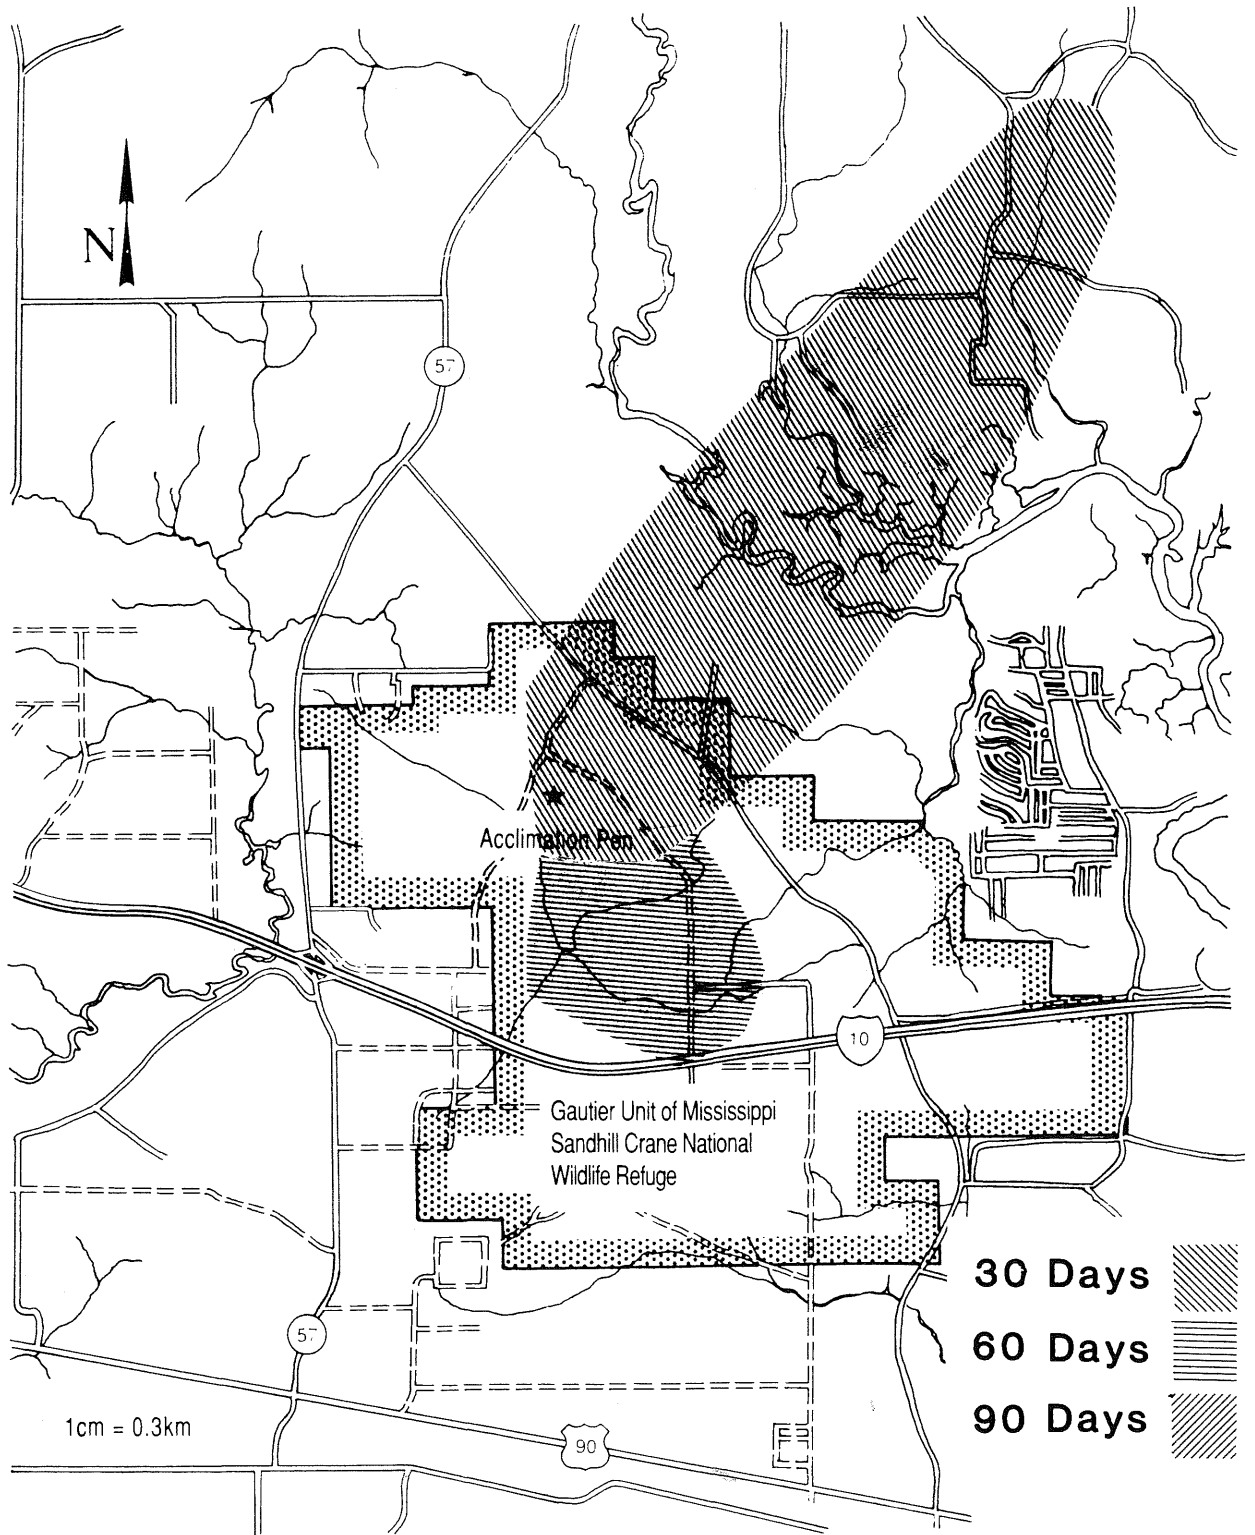 N
57
Acclimation Pen
10
Gautier Unit of Mississippi
Sandhill Crane National
Wildlife Refuge
30 Days
57
60 Days
90 Days
1cm = 0.3km
90